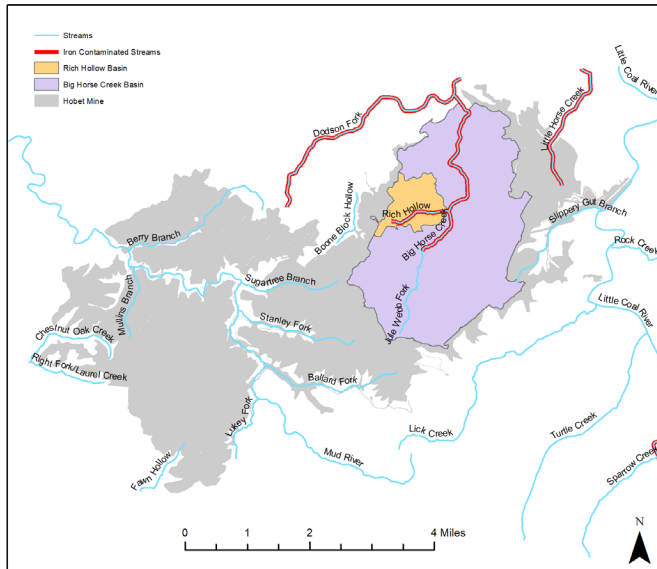 Streams
Iron Contaminated Streams
Rich Hollow Basin
Big Horse Creek Basin
Hobet Mine
Little Coal River
Dodson Fork
Little Horse Creek
Boone Block Hollow
Rich Hollow
Slippery Gut Branch
Berry Branch
Big Horse Creek
Rock Creek
Sugartree Branch
Mullins Branch
Jule Webb Fork
Little Coal River
Stanley Fork
Chestnut Oak Creek
Right Fork/Laurel Creek
Ballard Fork
Lukey Fork
Lick Creek
Turtle Creek
Mud River
Fawn Hollow
Sparrow Creek
N
0 1 2 4 Miles